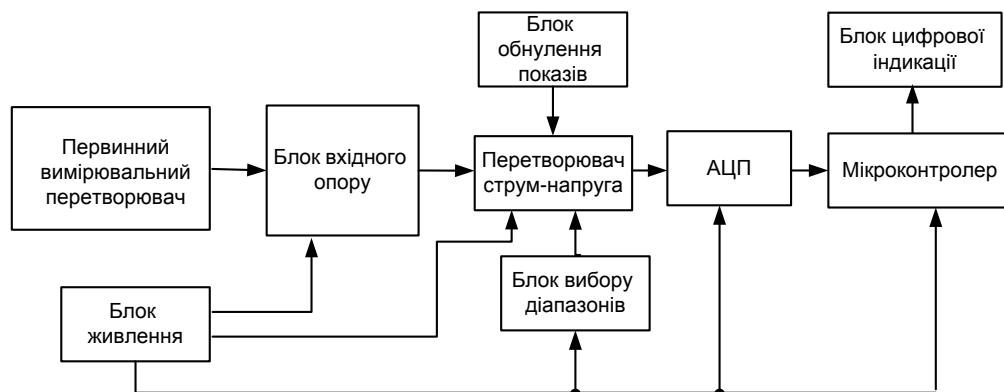 Блок
обнулення
показів
Блок цифрової
індикації
Первинний
вимірювальний
перетворювач
Блок вхідного
опору
Перетворювач
струм-напруга
АЦП
Мікроконтролер
Блок вибору
діапазонів
Блок
живлення